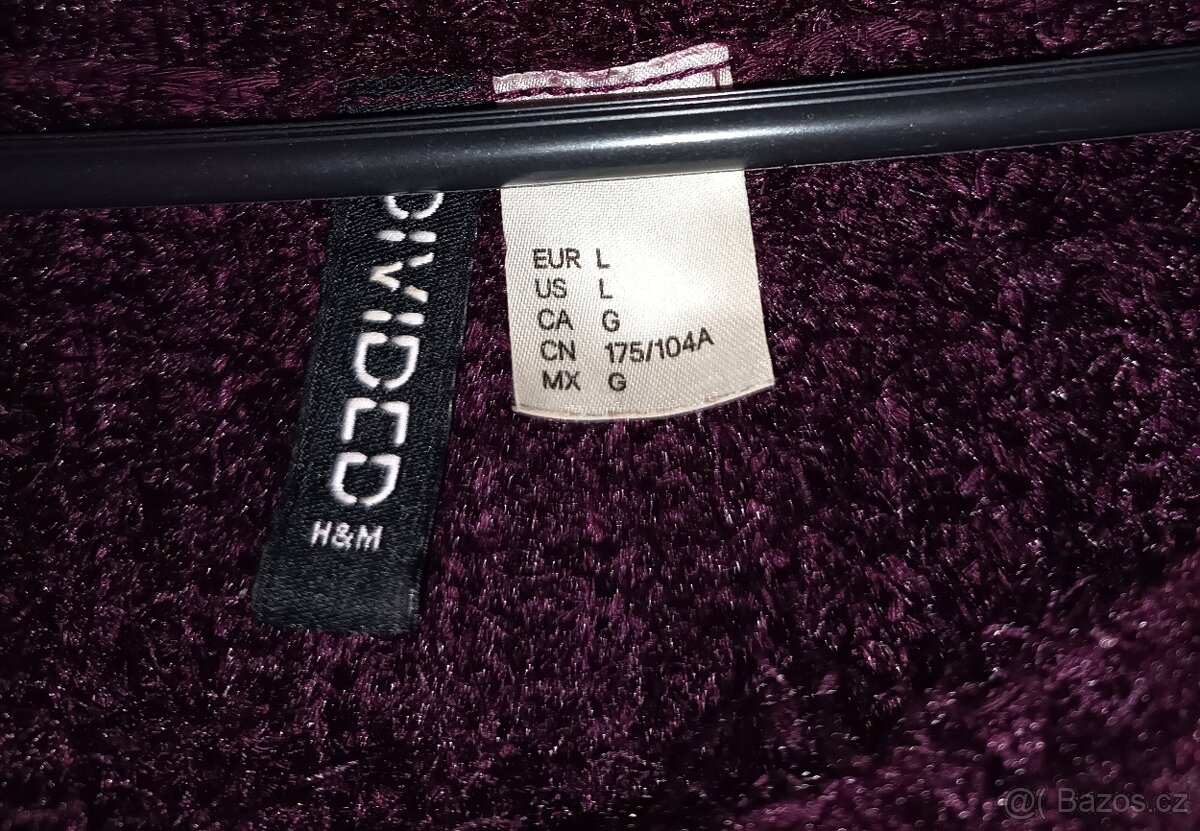 DIVIDED
H&M
EUR L
US L
CA G
CN 175/104A
MX G
@( Bazos.cz